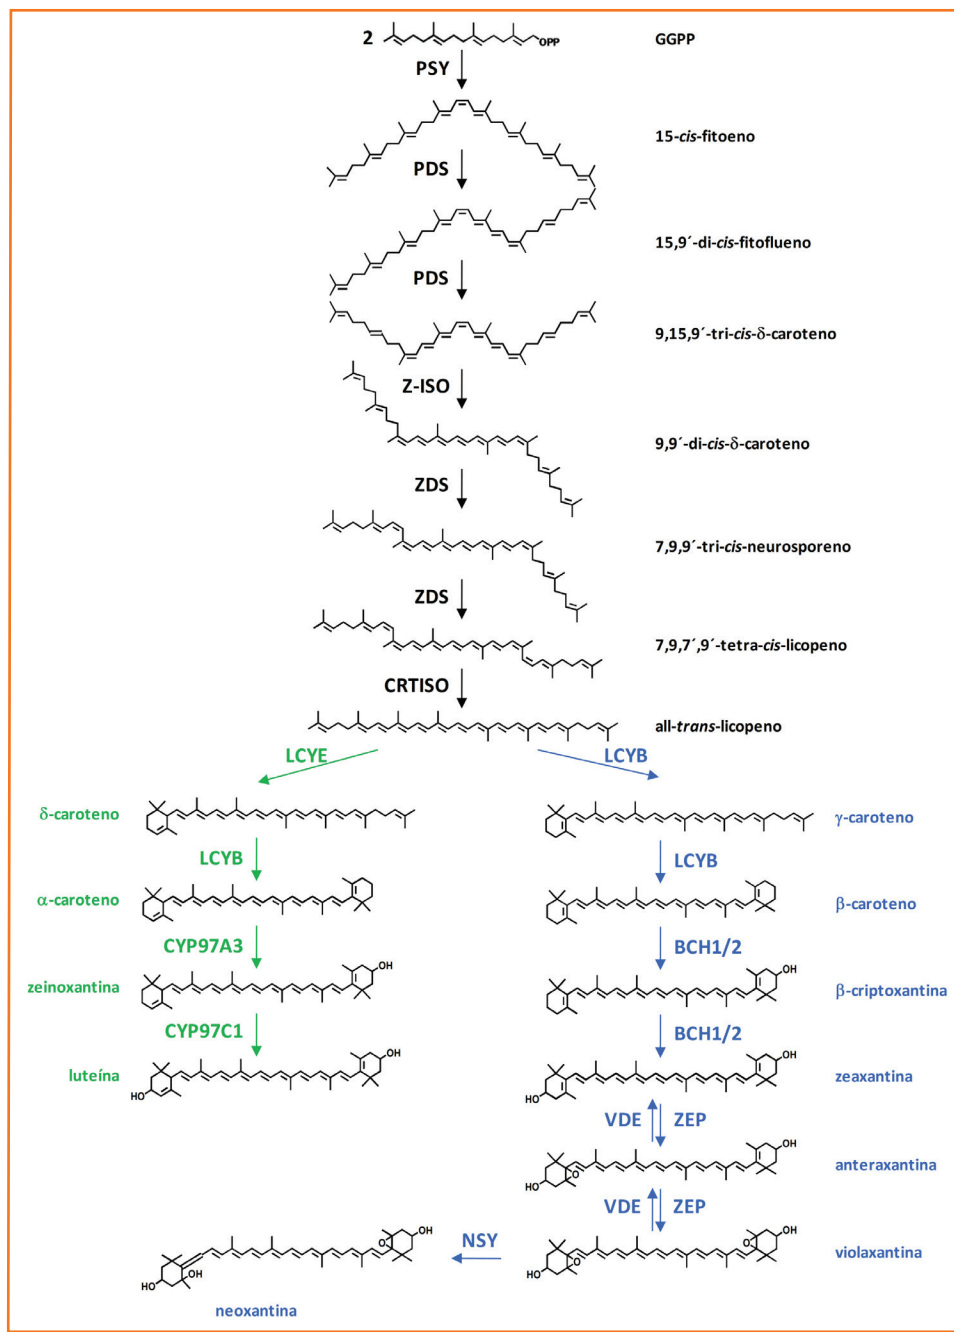 2
OPP
GGPP
PSY
15-cis-fitoeno
PDS
15,9´-di-cis-fitoflueno
PDS
9,15,9´-tri-cis-δ-caroteno
Z-ISO
9,9´-di-cis-δ-caroteno
ZDS
7,9,9´-tri-cis-neurosporeno
ZDS
7,9,7´,9´-tetra-cis-licopeno
CRTISO
all-trans-licopeno
LCYE
LCYB
δ-caroteno
γ-caroteno
LCYB
LCYB
α-caroteno
β-caroteno
CYP97A3
BCH1/2
OH
OH
zeinoxantina
β-criptoxantina
CYP97C1
BCH1/2
OH
OH
luteína
zeaxantina
HO
HO
VDE
ZEP
OH
anteraxantina
O
HO
VDE
ZEP
OH
OH
NSY
O
O
violaxantina
O
HO
OH
HO
neoxantina